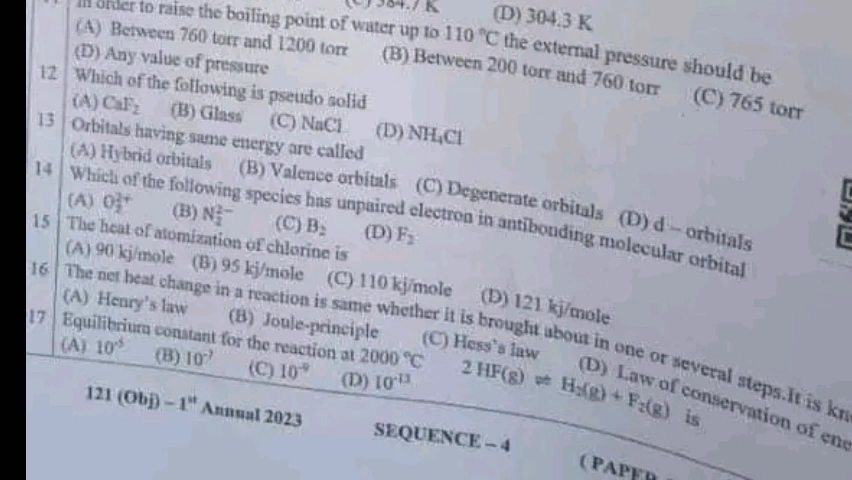 (D) 304.3 K
in order to raise the boiling point of water up to 110 °C the external pressure should be
(A) Between 760 torr and 1200 torr (B) Between 200 torr and 760 torr (C) 765 torr
(D) Any value of pressure
12 Which of the following is pseudo solid
(A) CaF₂ (B) Glass (C) NaCl (D) NH₄Cl
13 Orbitals having same energy are called
(A) Hybrid orbitals (B) Valence orbitals (C) Degenerate orbitals (D) d – orbitals
14 Which of the following species has unpaired electron in antibonding molecular orbital
(A) O₂²⁺ (B) N₂²⁻ (C) B₂ (D) F₂
15 The heat of atomization of chlorine is
(A) 90 kj/mole (B) 95 kj/mole (C) 110 kj/mole (D) 121 kj/mole
16 The net heat change in a reaction is same whether it is brought about in one or several steps.It is
(A) Henry's law (B) Joule-principle (C) Hess's law (D) Law of conservation of
17 Equilibrium constant for the reaction at 2000 °C 2 HF(g) ⇌ H₂(g) + F₂(g) is
(A) 10⁻⁵ (B) 10⁻⁷ (C) 10⁻⁹ (D) 10⁻¹³
121 (Obj) – 1ˢᵗ Annual 2023 SEQUENCE – 4 (PAPER